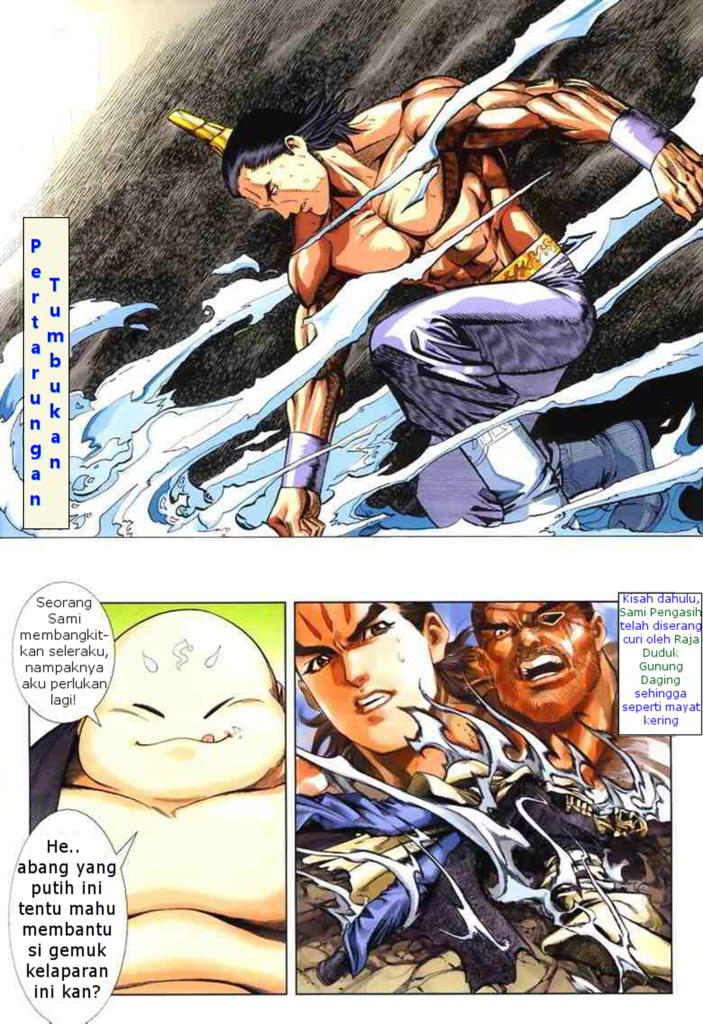 Pertarungan
Tumbukan
Seorang
Sami
membangkit-
kan seleraku,
nampaknya
aku perlukan
lagi!
Kisah dahulu,
Sami Pengasih
telah diserang
curi oleh Raja
Duduk
Gunung
Daging
sehingga
seperti mayat
kering
He..
abang yang
putih ini
tentu mahu
membantu
si gemuk
kelaparan
ini kan?